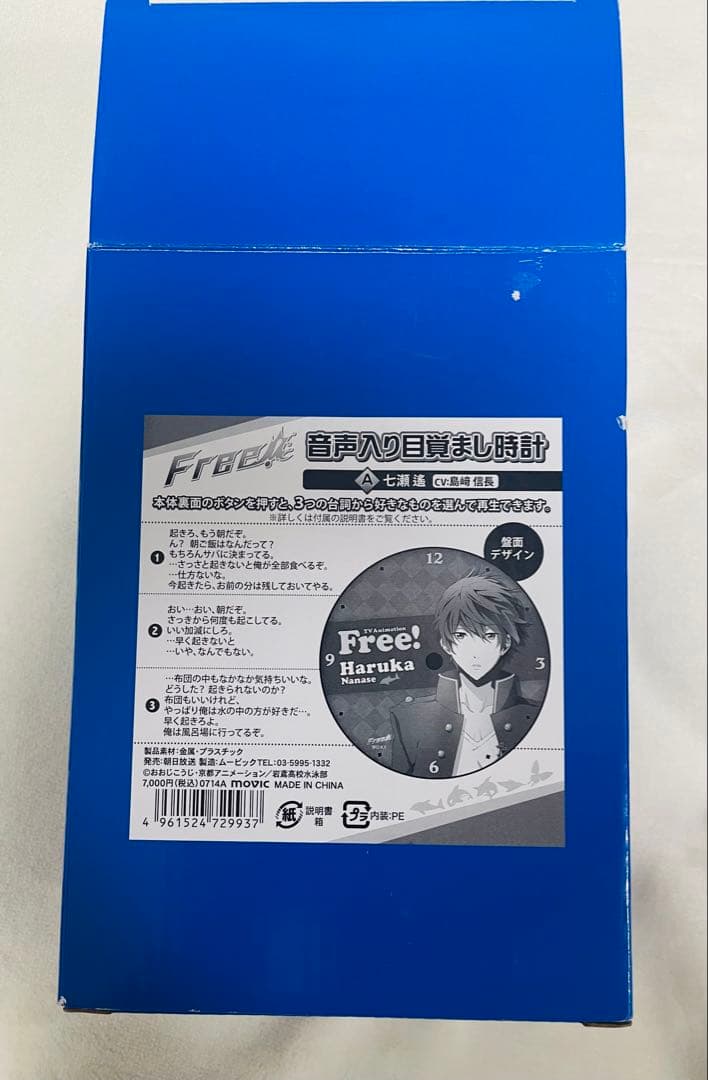 Free!
音声入り目覚まし時計
A 七瀬 遙 CV:島﨑 信長
本体裏面のボタンを押すと、3つの台詞から好きなものを選んで再生できます。
※詳しくは付属の説明書をご覧ください。
1
起きろ、もう朝だぞ。
ん? 朝ご飯はなんだって?
もちろんサバに決まってる。
…さっさと起きないと俺が全部食べるぞ。
…仕方ないな。
今起きたら、お前の分は残しておいてやる。
2
おい…おい、朝だぞ。
さっきから何度も起こしてる。
いい加減にしろ。
…早く起きないと
…いや、なんでもない。
3
…布団の中もなかなか気持ちいいな。
どうした? 起きられないのか?
布団もいいけれど、
やっぱり俺は水の中の方が好きだ…。
早く起きろよ。
俺は風呂場に行ってるぞ。
盤面
デザイン
12
3
6
9
TV Animation
Free!
Haruka
Nanase
製品素材:金属・プラスチック
発売:朝日放送 製造:ムービックTEL:03-5995-1332
©おおじこうじ・京都アニメーション/岩鳶高校水泳部
7,000円(税込) 0714A movic MADE IN CHINA
4 961524 729937
紙 説明書
箱
プラ 内装:PE